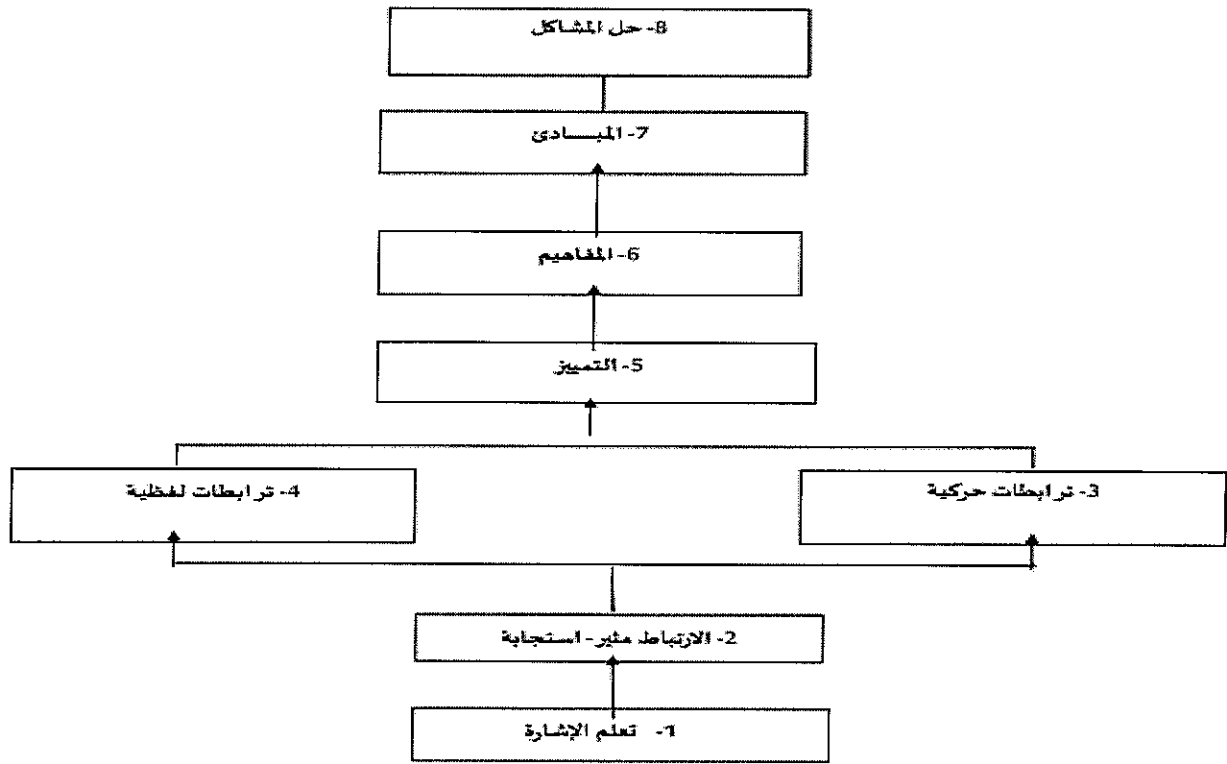 8- حل المشاكل
7- المبـــادئ
6- المفاهيم
5- التمييز
3- ترابطات حركية
4- ترابطات لفظية
2- الارتباط مثير- استجابة
1- تعلم الإشارة